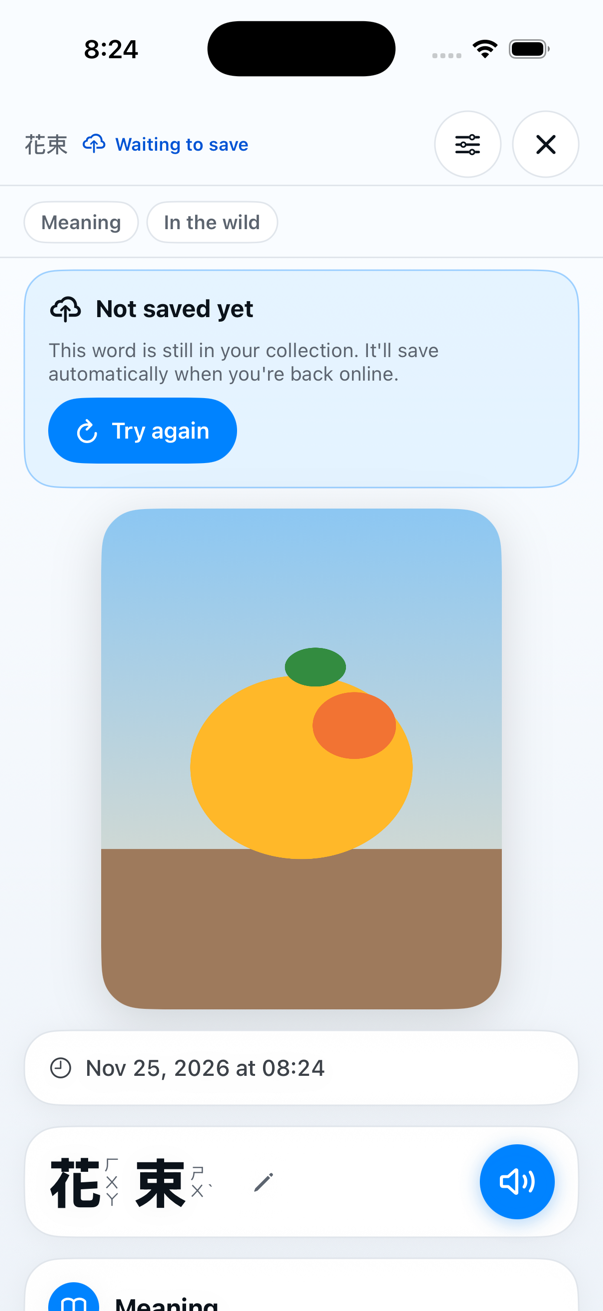 8:24
花束 Waiting to save
Meaning In the wild
Not saved yet
This word is still in your collection. It'll save
automatically when you're back online.
Try again
Nov 25, 2026 at 08:24
花ㄏㄨㄚ 束ㄕㄨˋ
Meaning